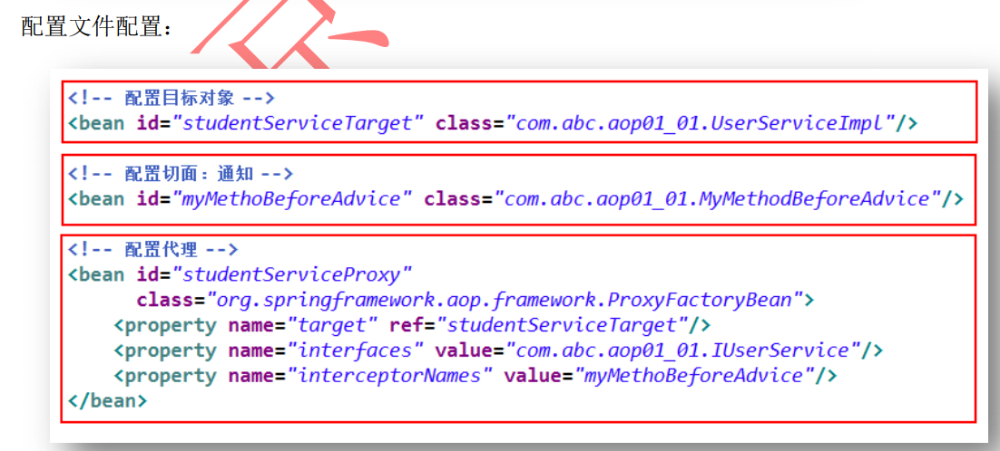 配置文件配置：
<!-- 配置目标对象 -->
<bean id="studentServiceTarget" class="com.abc.aop01_01.UserServiceImpl"/>
<!-- 配置切面：通知 -->
<bean id="myMethoBeforeAdvice" class="com.abc.aop01_01.MyMethodBeforeAdvice"/>
<!-- 配置代理 -->
<bean id="studentServiceProxy"
class="org.springframework.aop.framework.ProxyFactoryBean">
<property name="target" ref="studentServiceTarget"/>
<property name="interfaces" value="com.abc.aop01_01.IUserService"/>
<property name="interceptorNames" value="myMethoBeforeAdvice"/>
</bean>